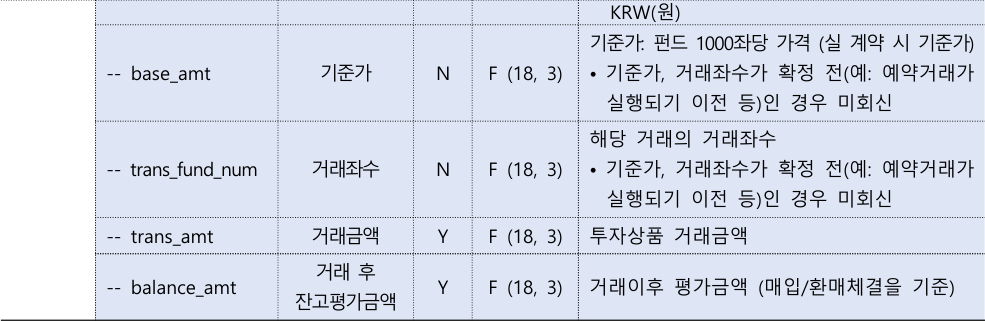 KRW(원)
-- base_amt 기준가 N F (18, 3) 기준가: 펀드 1000좌당 가격 (실 계약 시 기준가)
• 기준가, 거래좌수가 확정 전(예: 예약거래가
실행되기 이전 등)인 경우 미회신
-- trans_fund_num 거래좌수 N F (18, 3) 해당 거래의 거래좌수
• 기준가, 거래좌수가 확정 전(예: 예약거래가
실행되기 이전 등)인 경우 미회신
-- trans_amt 거래금액 Y F (18, 3) 투자상품 거래금액
-- balance_amt 거래 후
잔고평가금액 Y F (18, 3) 거래이후 평가금액 (매입/환매체결을 기준)